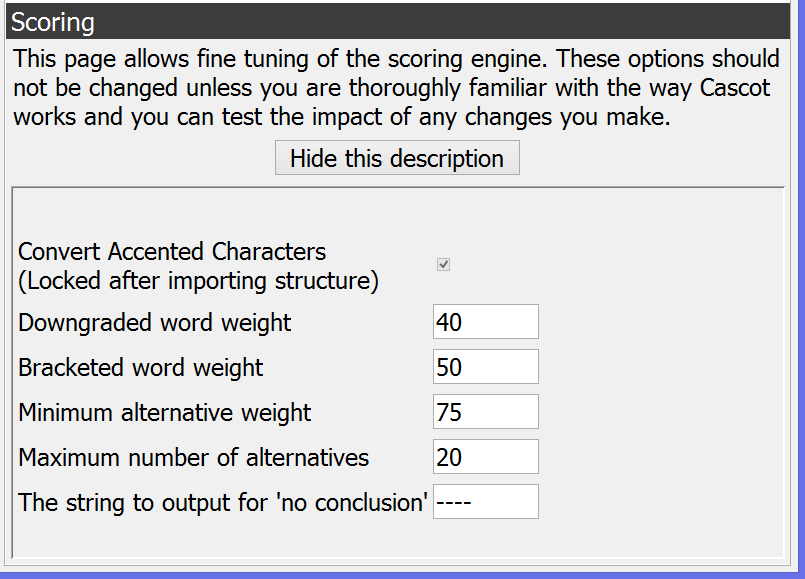 Scoring
This page allows fine tuning of the scoring engine. These options should
not be changed unless you are thoroughly familiar with the way Cascot
works and you can test the impact of any changes you make.
Hide this description
Convert Accented Characters
(Locked after importing structure)
Downgraded word weight 40
Bracketed word weight 50
Minimum alternative weight 75
Maximum number of alternatives 20
The string to output for 'no conclusion' ----